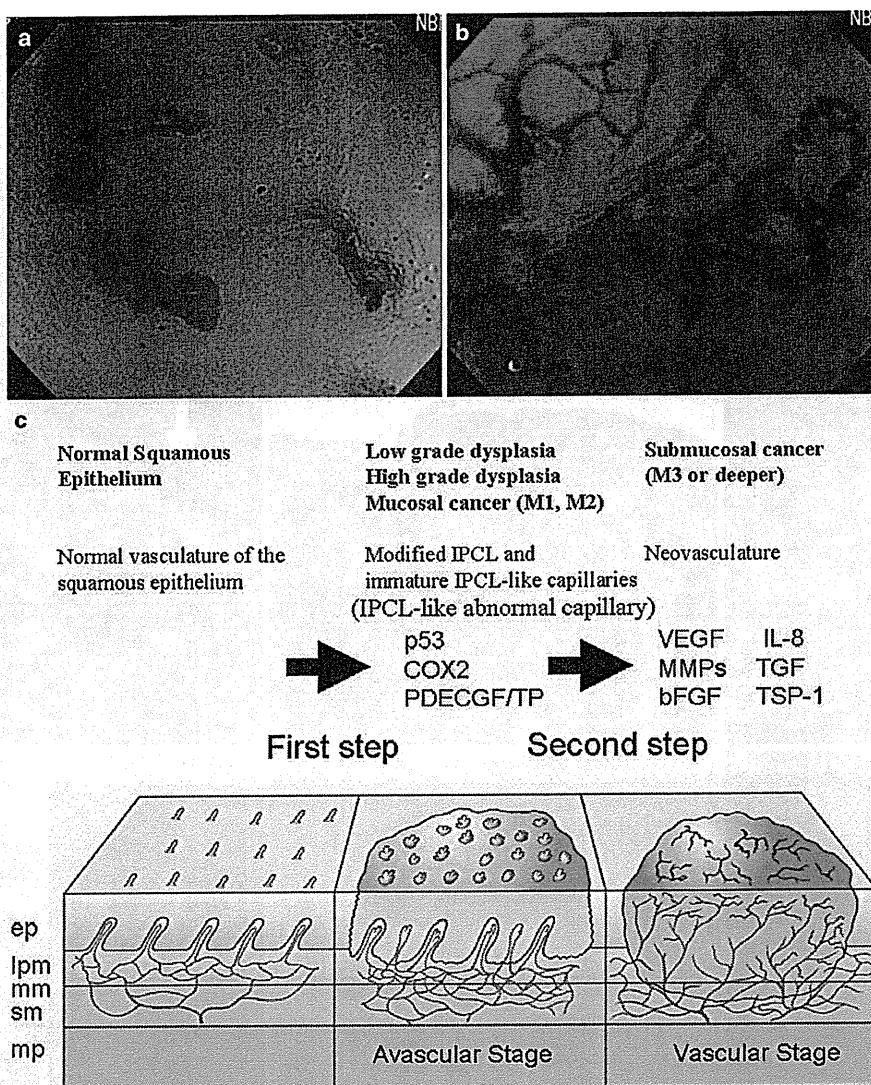 a
NB
b
NB
c
Normal Squamous
Epithelium
Low grade dysplasia
High grade dysplasia
Mucosal cancer (M1, M2)
Submucosal cancer
(M3 or deeper)
Normal vasculature of the
squamous epithelium
Modified IPCL and
immature IPCL-like capillaries
(IPCL-like abnormal capillary)
Neovasculature
p53
COX2
PDECGF/TP
VEGF IL-8
MMPs TGF
bFGF TSP-1
First step
Second step
ep
lpm
mm
sm
mp
Avascular Stage
Vascular Stage